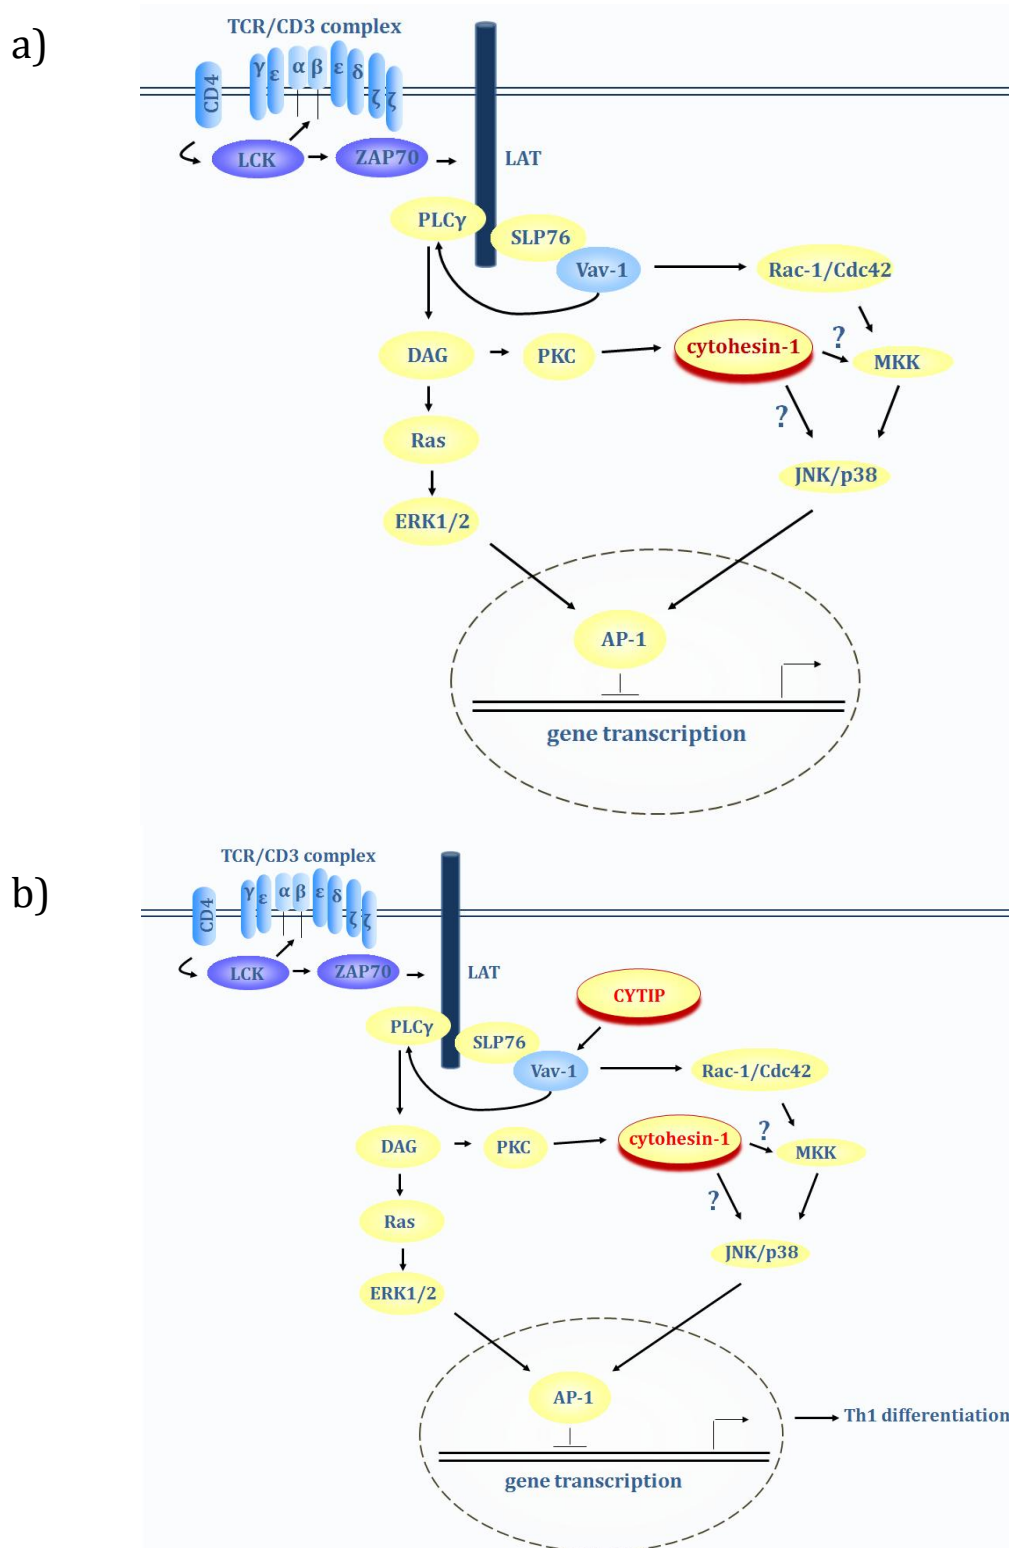 a)
TCR/CD3 complex
CD4
γ
ε
α
β
ε
δ
ζ
ζ
LCK
ZAP70
LAT
PLCγ
SLP76
Vav-1
Rac-1/Cdc42
DAG
PKC
cytohesin-1
?
MKK
Ras
?
JNK/p38
ERK1/2
AP-1
gene transcription
b)
TCR/CD3 complex
CD4
γ
ε
α
β
ε
δ
ζ
ζ
LCK
ZAP70
LAT
CYTIP
PLCγ
SLP76
Vav-1
Rac-1/Cdc42
DAG
PKC
cytohesin-1
?
MKK
Ras
?
JNK/p38
ERK1/2
AP-1
Th1 differentiation
gene transcription